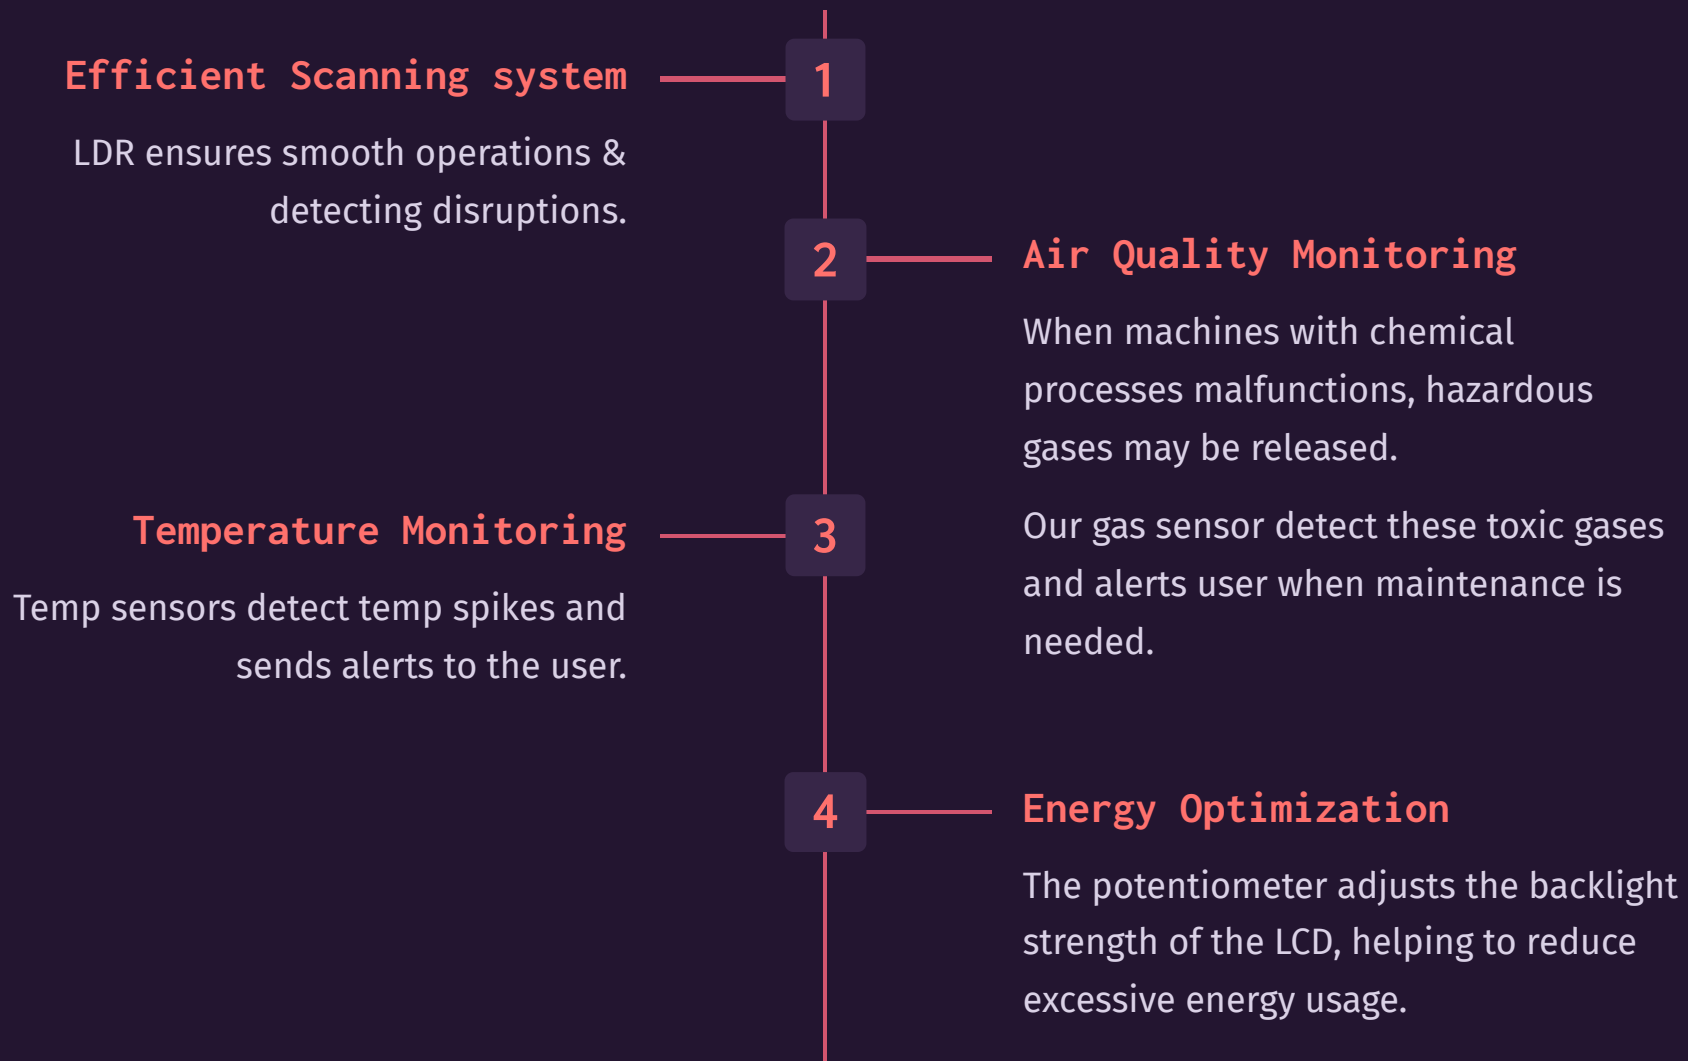 Efficient Scanning system
1
LDR ensures smooth operations &
detecting disruptions.
2
Air Quality Monitoring
When machines with chemical
processes malfunctions, hazardous
gases may be released.
Our gas sensor detect these toxic gases
and alerts user when maintenance is
needed.
Temperature Monitoring
3
Temp sensors detect temp spikes and
sends alerts to the user.
4
Energy Optimization
The potentiometer adjusts the backlight
strength of the LCD, helping to reduce
excessive energy usage.